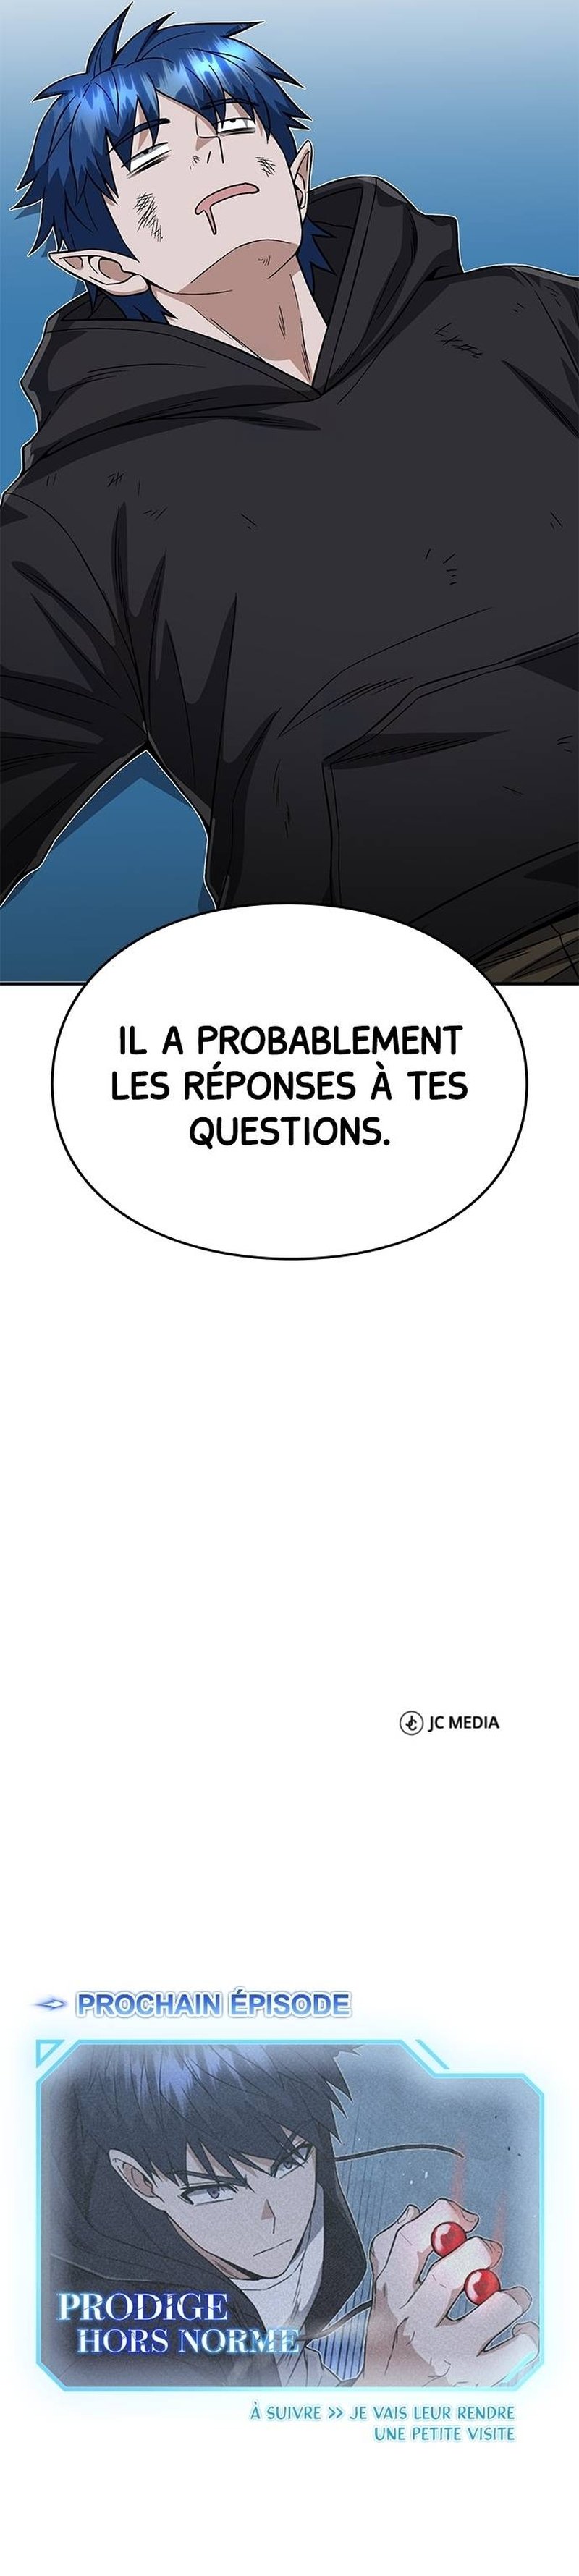 IL A PROBABLEMENT
LES RÉPONSES À TES
QUESTIONS.
JC MEDIA
PROCHAIN ÉPISODE
PRODIGE
HORS NORME
À SUIVRE >> JE VAIS LEUR RENDRE
UNE PETITE VISITE